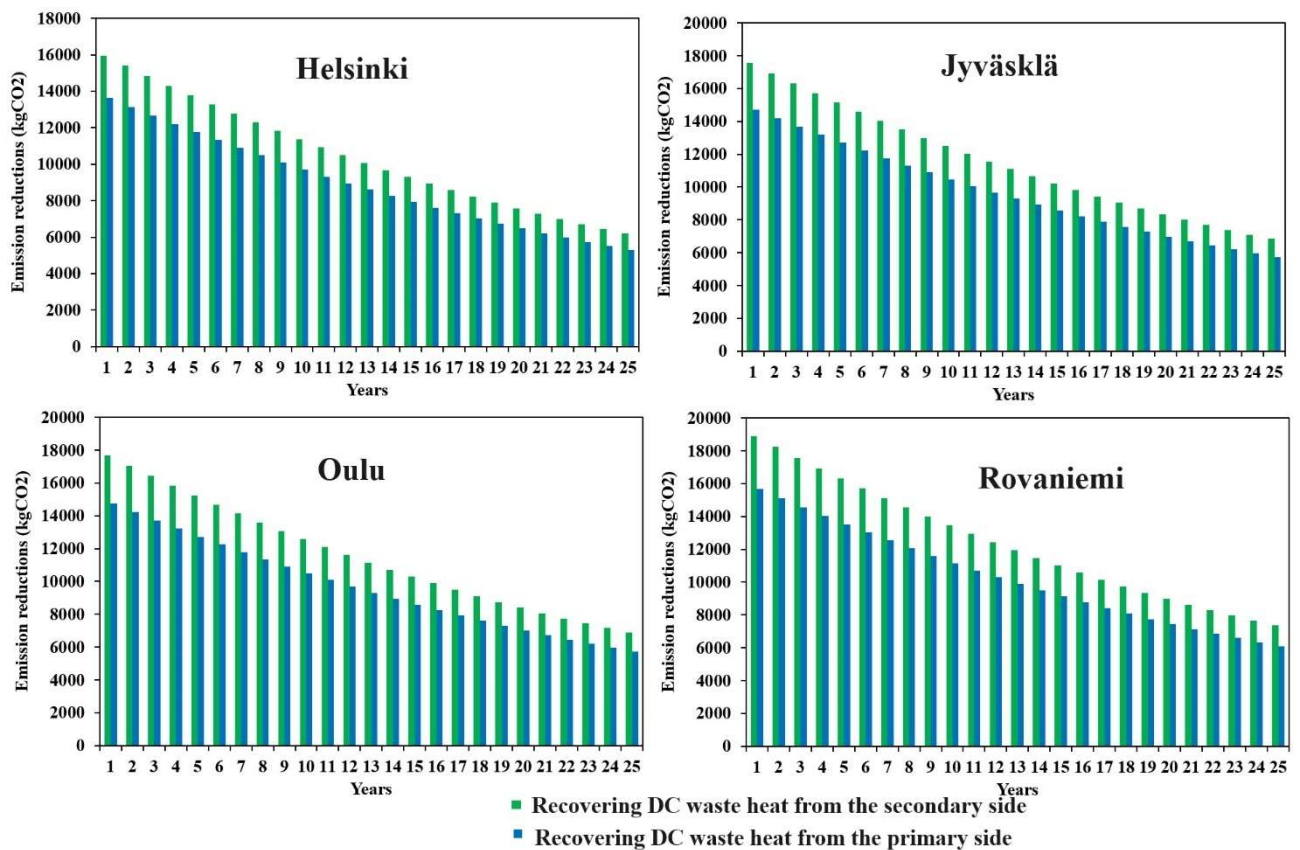 Helsinki
Emission reductions (kgCO2)
18000
16000
14000
12000
10000
8000
6000
4000
2000
0
1 2 3 4 5 6 7 8 9 10 11 12 13 14 15 16 17 18 19 20 21 22 23 24 25
Years
Jyväsklä
Emission reductions (kgCO2)
20000
18000
16000
14000
12000
10000
8000
6000
4000
2000
0
1 2 3 4 5 6 7 8 9 10 11 12 13 14 15 16 17 18 19 20 21 22 23 24 25
Years
Oulu
Emission reductions (kgCO2)
20000
18000
16000
14000
12000
10000
8000
6000
4000
2000
0
1 2 3 4 5 6 7 8 9 10 11 12 13 14 15 16 17 18 19 20 21 22 23 24 25
Years
Rovaniemi
Emission reductions (kgCO2)
20000
18000
16000
14000
12000
10000
8000
6000
4000
2000
0
1 2 3 4 5 6 7 8 9 10 11 12 13 14 15 16 17 18 19 20 21 22 23 24 25
Years
Recovering DC waste heat from the secondary side
Recovering DC waste heat from the primary side